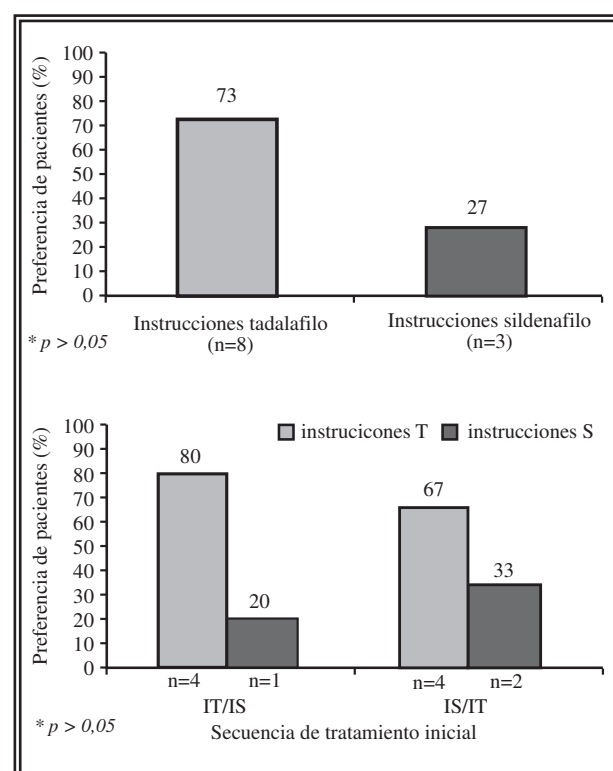 Preferencia de pacientes (%)
100
90
80
70
60
50
40
30
20
10
0
73
27
Instrucciones tadalafilo
(n=8)
Instrucciones sildenafilo
(n=3)
* p > 0,05
Preferencia de pacientes (%)
100
90
80
70
60
50
40
30
20
10
0
instrucicones T
instrucciones S
80
20
67
33
n=4
n=1
n=4
n=2
IT/IS
IS/IT
* p > 0,05
Secuencia de tratamiento inicial